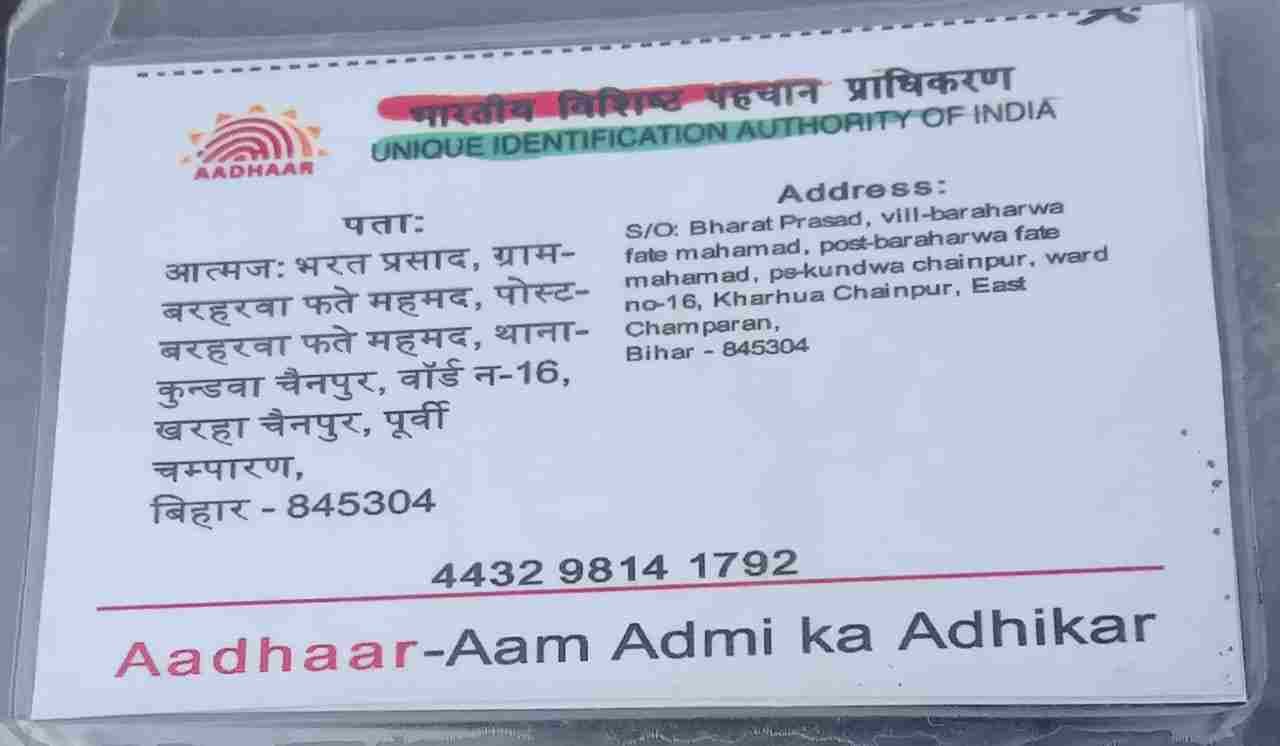 भारतीय विशिष्ट पहचान प्राधिकरण
UNIQUE IDENTIFICATION AUTHORITY OF INDIA
AADHAAR
पता:
आत्मज: भरत प्रसाद, ग्राम-
बरहरवा फते महमद, पोस्ट-
बरहरवा फते महमद, थाना-
कुन्डवा चैनपुर, वॉर्ड न-16,
खरहा चैनपुर, पूर्वी
चम्पारण,
बिहार - 845304
Address:
S/O: Bharat Prasad, vill-baraharwa
fate mahamad, post-baraharwa fate
mahamad, ps-kundwa chainpur, ward
no-16, Kharhua Chainpur, East
Champaran,
Bihar - 845304
4432 9814 1792
Aadhaar-Aam Admi ka Adhikar